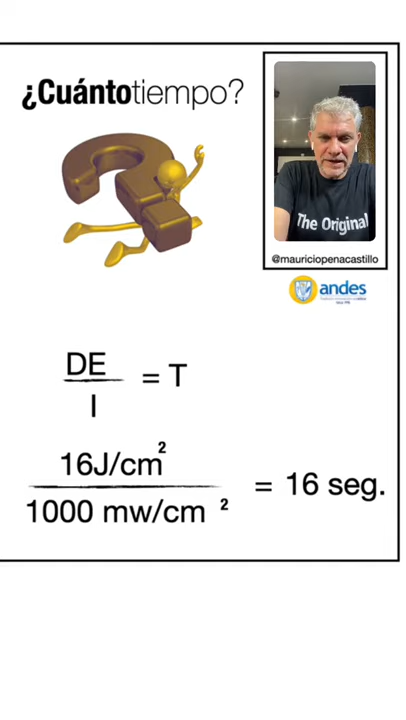 ¿Cuántotiempo?
The Original
@mauriciopenacastillo
andes
DE
I
= T
16J/cm²
1000 mw/cm ²
= 16 seg.